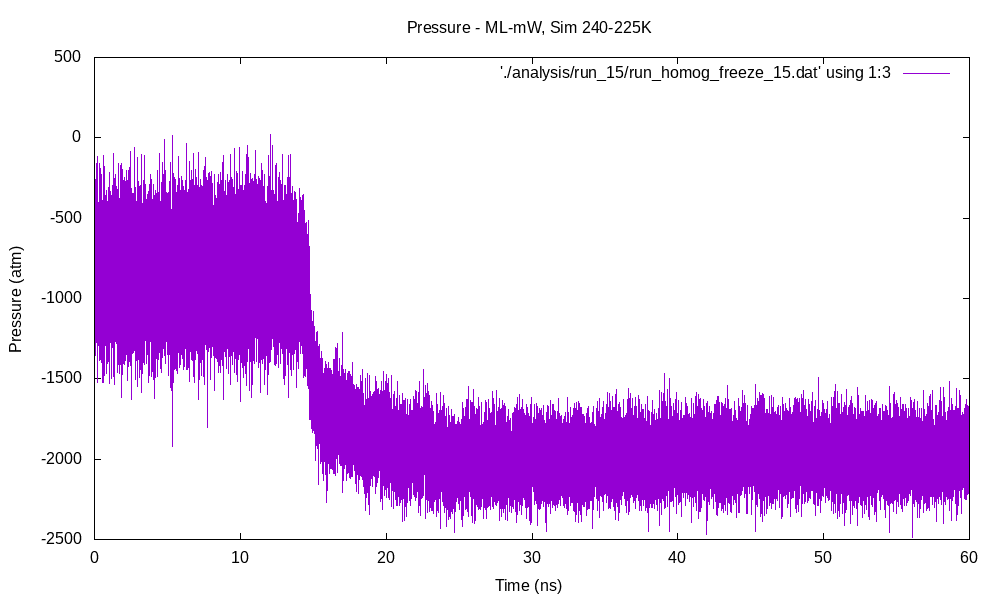 Pressure - ML-mW, Sim 240-225K
'./analysis/run_15/run_homog_freeze_15.dat' using 1:3
500
0
-500
-1000
-1500
-2000
-2500
Pressure (atm)
0 10 20 30 40 50 60
Time (ns)